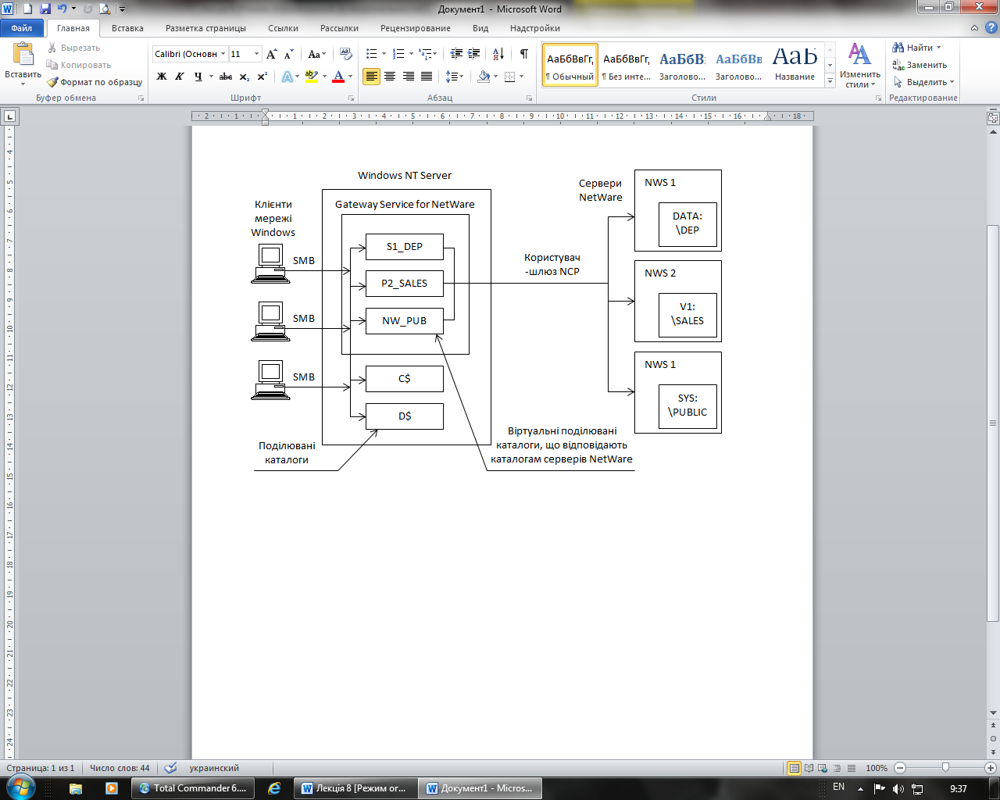 Документ1 - Microsoft Word
Файл
Главная
Вставка
Разметка страницы
Ссылки
Рассылки
Рецензирование
Вид
Надстройки
Вставить
Вырезать
Копировать
Формат по образцу
Буфер обмена
Calibri (Основн
11
Шрифт
Абзац
АаБбВвГг,
¶ Обычный
АаБбВвГг,
¶ Без инте...
АаБбВ
Заголово...
АаБбВв
Заголово...
АаБ
Название
Стили
Изменить
стили
Найти
Заменить
Выделить
Редактирование
Windows NT Server
Gateway Service for NetWare
Клієнти
мережі
Windows
SMB
SMB
SMB
S1_DEP
P2_SALES
NW_PUB
C$
D$
Поділювані
каталоги
Користувач
-шлюз NCP
Сервери
NetWare
NWS 1
DATA:
\DEP
NWS 2
V1:
\SALES
NWS 1
SYS:
\PUBLIC
Віртуальні поділювані
каталоги, що відповідають
каталогам серверів NetWare
Страница: 1 из 1
Число слов: 44
украинский
100%
Total Commander 6....
Лекція 8 [Режим ог...
Документ1 - Micros...
EN
9:37